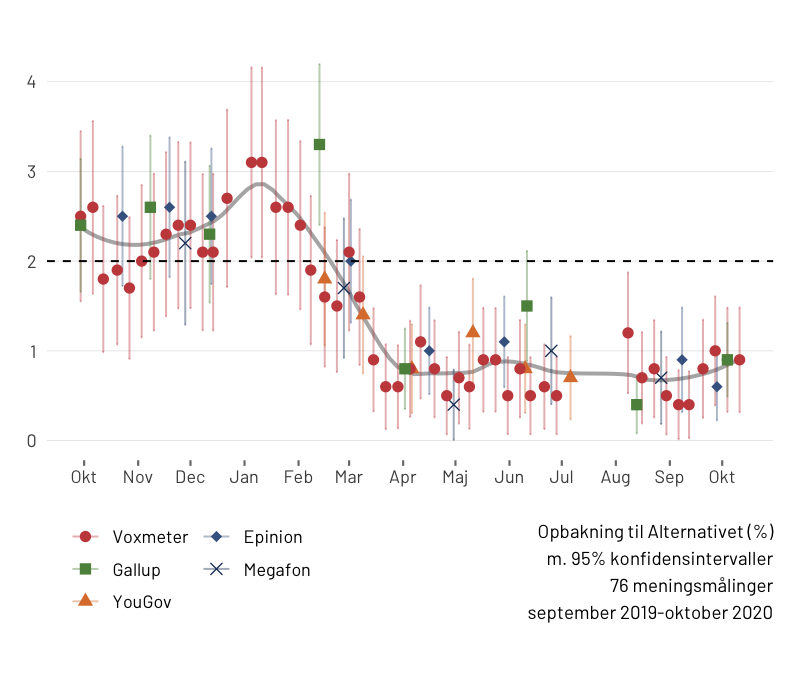 4
3
2
1
0
Okt Nov Dec Jan Feb Mar Apr Maj Jun Jul Aug Sep Okt
Voxmeter
Gallup
YouGov
Epinion
Megafon
Opbakning til Alternativet (%)
m. 95% konfidensintervaller
76 meningsmålinger
september 2019-oktober 2020